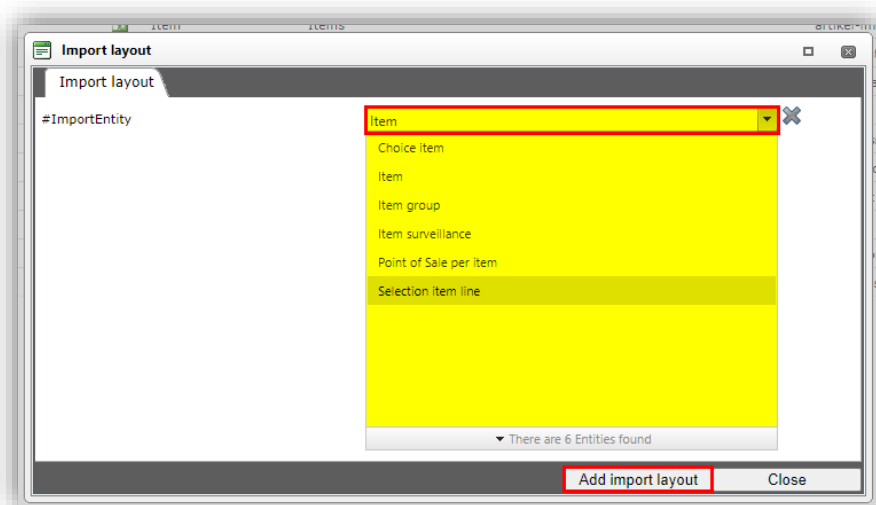 Item Items
Import layout
Import layout
#ImportEntity
Item
Choice item
Item
Item group
Item surveillance
Point of Sale per item
Selection item line
There are 6 Entities found
Add import layout Close